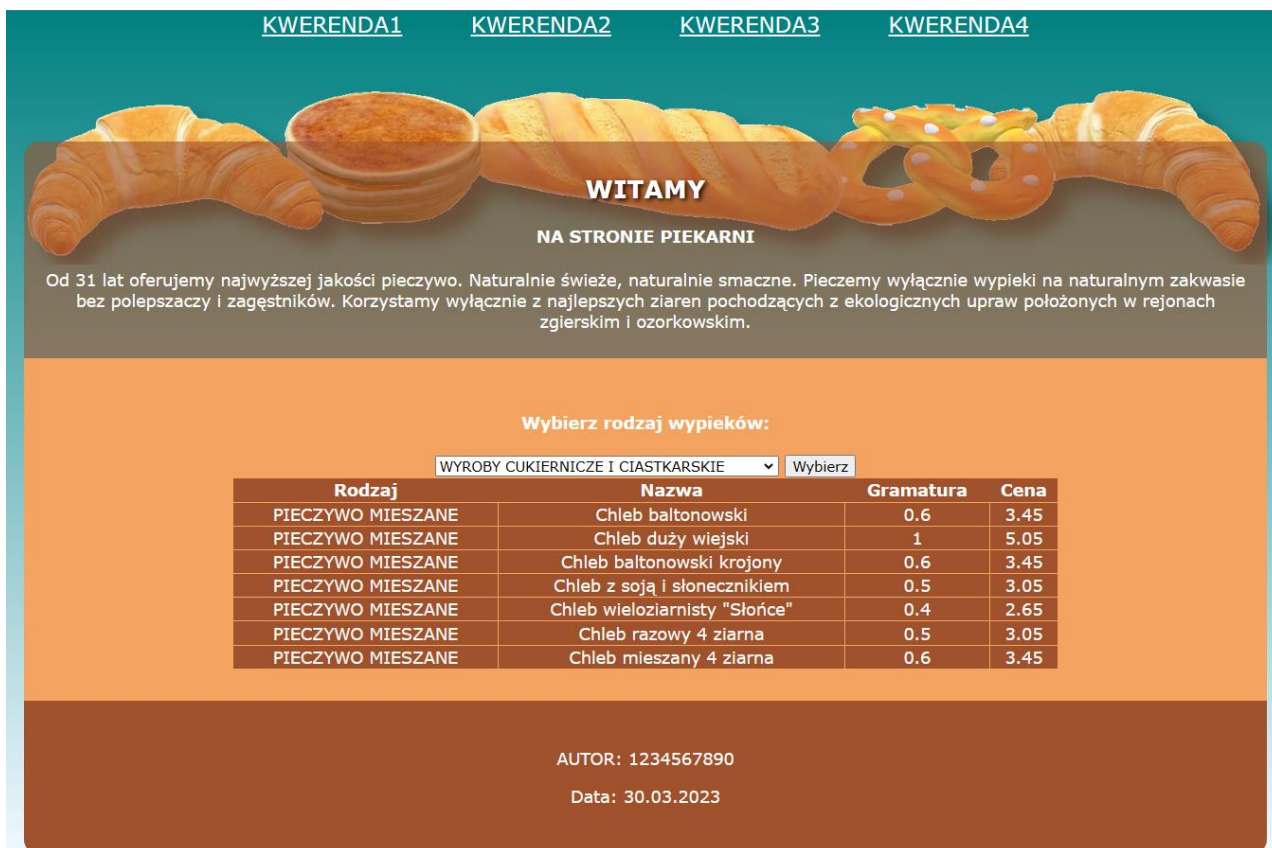 KWERENDA1 KWERENDA2 KWERENDA3 KWERENDA4
WITAMY
NA STRONIE PIEKARNI
Od 31 lat oferujemy najwyższej jakości pieczywo. Naturalnie świeże, naturalnie smaczne. Pieczemy wyłącznie wypieki na naturalnym zakwasie
bez polepszaczy i zagęstników. Korzystamy wyłącznie z najlepszych ziaren pochodzących z ekologicznych upraw położonych w rejonach
zgierskim i ozorkowskim.
Wybierz rodzaj wypieków:
WYROBY CUKIERNICZE I CIASTKARSKIE Wybierz
Rodzaj Nazwa Gramatura Cena
PIECZYWO MIESZANE Chleb baltonowski 0.6 3.45
PIECZYWO MIESZANE Chleb duży wiejski 1 5.05
PIECZYWO MIESZANE Chleb baltonowski krojony 0.6 3.45
PIECZYWO MIESZANE Chleb z soją i słonecznikiem 0.5 3.05
PIECZYWO MIESZANE Chleb wieloziarnisty "Słońce" 0.4 2.65
PIECZYWO MIESZANE Chleb razowy 4 ziarna 0.5 3.05
PIECZYWO MIESZANE Chleb mieszany 4 ziarna 0.6 3.45
AUTOR: 1234567890
Data: 30.03.2023